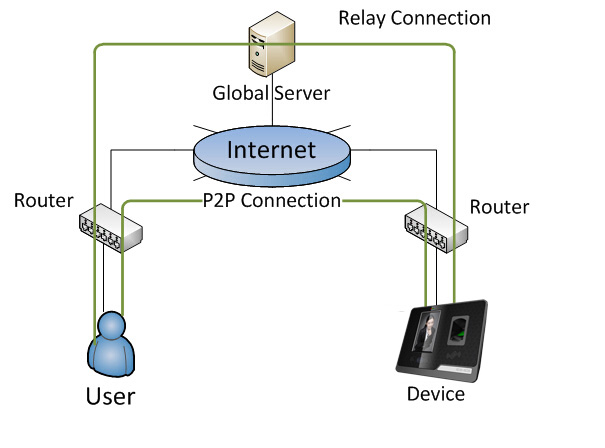 Relay Connection
Global Server
Internet
Router
P2P Connection
Router
User
Device